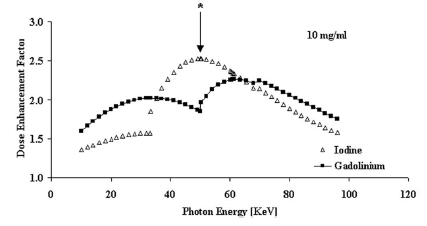 *
3.0
10 mg/ml
2.5
2.0
1.5
1.0
Dose Enhancement Factor
Iodine
Gadolinium
0 20 40 60 80 100 120
Photon Energy [KeV]